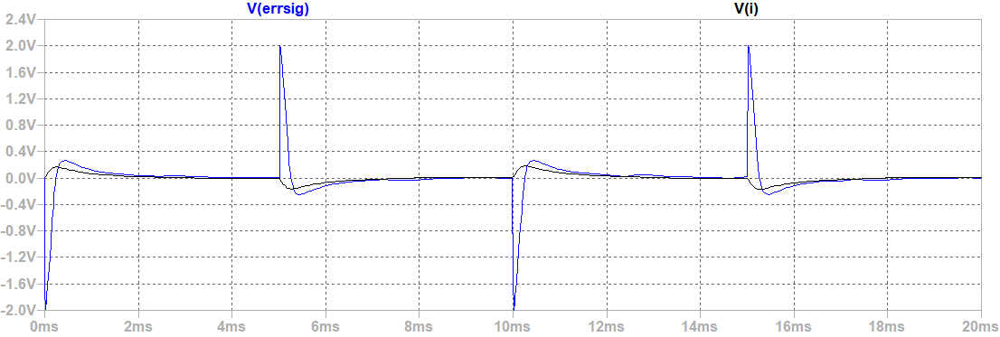 V(errsig) V(i)
2.4V
2.0V
1.6V
1.2V
0.8V
0.4V
0.0V
-0.4V
-0.8V
-1.2V
-1.6V
-2.0V
0ms 2ms 4ms 6ms 8ms 10ms 12ms 14ms 16ms 18ms 20ms